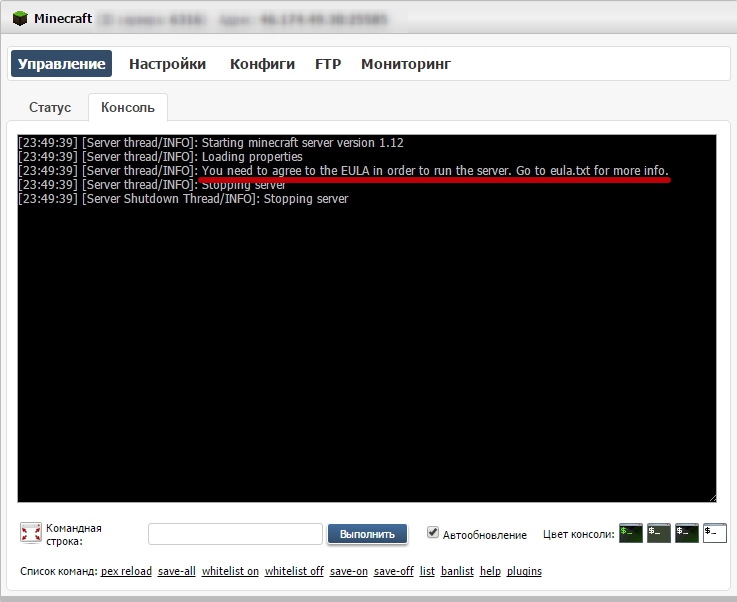 Minecraft
Управление Настройки Конфиги FTP Мониторинг
Статус Консоль
[23:49:39] [Server thread/INFO]: Starting minecraft server version 1.12
[23:49:39] [Server thread/INFO]: Loading properties
[23:49:39] [Server thread/INFO]: You need to agree to the EULA in order to run the server. Go to eula.txt for more info.
[23:49:39] [Server thread/INFO]: Stopping server
[23:49:39] [Server Shutdown Thread/INFO]: Stopping server
Командная
строка:
Выполнить
Автообновление
Цвет консоли: $_ $_ $_ $_
Список команд: pex reload save-all whitelist on whitelist off save-on save-off list banlist help plugins